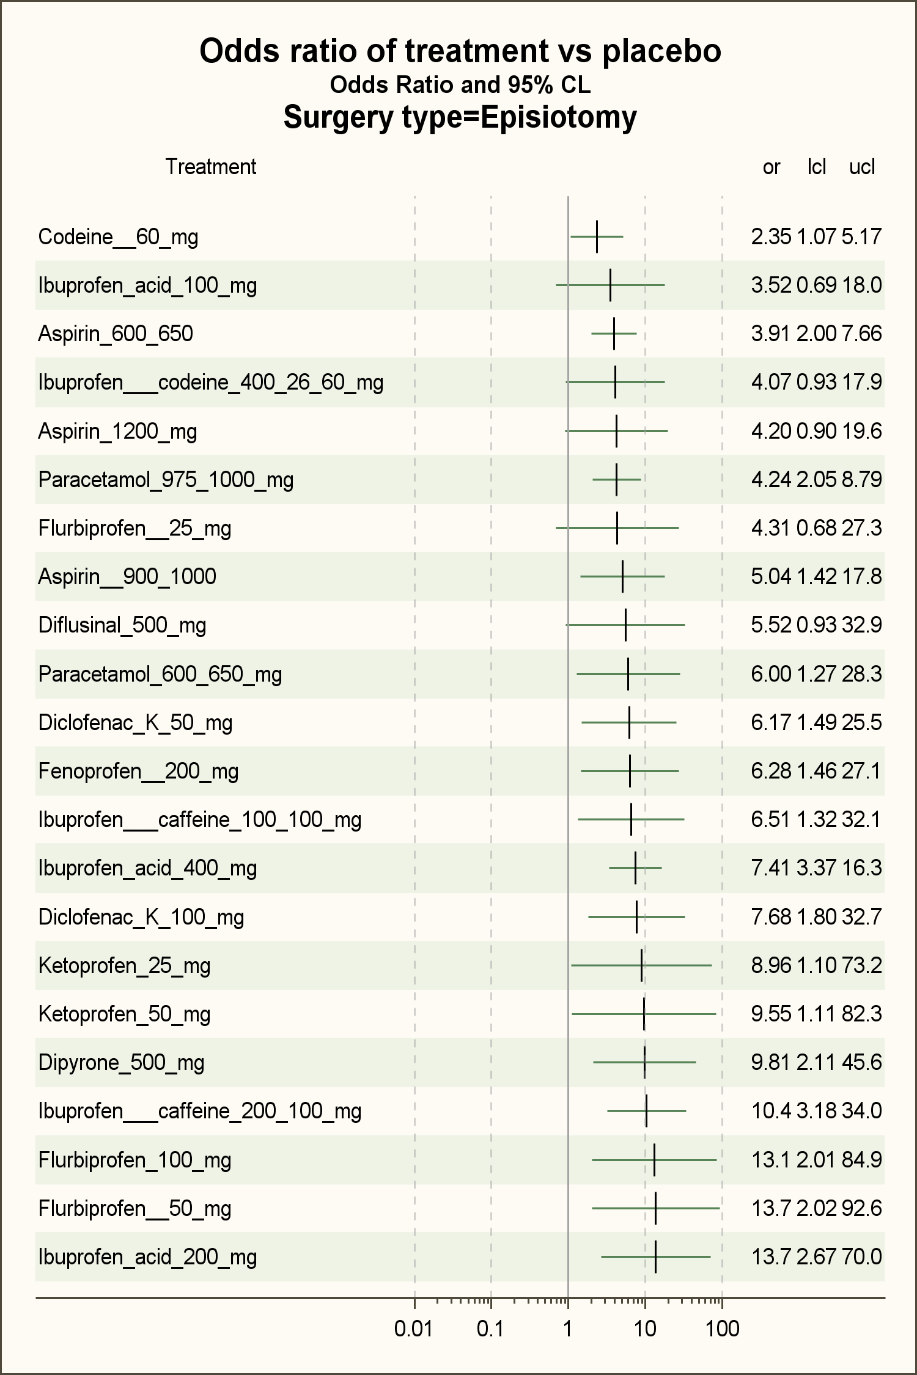 Odds ratio of treatment vs placebo
Odds Ratio and 95% CL
Surgery type=Episiotomy
Treatment or lcl ucl
Codeine__60_mg 2.35 1.07 5.17
Ibuprofen_acid_100_mg 3.52 0.69 18.0
Aspirin_600_650 3.91 2.00 7.66
Ibuprofen___codeine_400_26_60_mg 4.07 0.93 17.9
Aspirin_1200_mg 4.20 0.90 19.6
Paracetamol_975_1000_mg 4.24 2.05 8.79
Flurbiprofen__25_mg 4.31 0.68 27.3
Aspirin__900_1000 5.04 1.42 17.8
Diflusinal_500_mg 5.52 0.93 32.9
Paracetamol_600_650_mg 6.00 1.27 28.3
Diclofenac_K_50_mg 6.17 1.49 25.5
Fenoprofen__200_mg 6.28 1.46 27.1
Ibuprofen___caffeine_100_100_mg 6.51 1.32 32.1
Ibuprofen_acid_400_mg 7.41 3.37 16.3
Diclofenac_K_100_mg 7.68 1.80 32.7
Ketoprofen_25_mg 8.96 1.10 73.2
Ketoprofen_50_mg 9.55 1.11 82.3
Dipyrone_500_mg 9.81 2.11 45.6
Ibuprofen___caffeine_200_100_mg 10.4 3.18 34.0
Flurbiprofen_100_mg 13.1 2.01 84.9
Flurbiprofen__50_mg 13.7 2.02 92.6
Ibuprofen_acid_200_mg 13.7 2.67 70.0
0.01 0.1 1 10 100